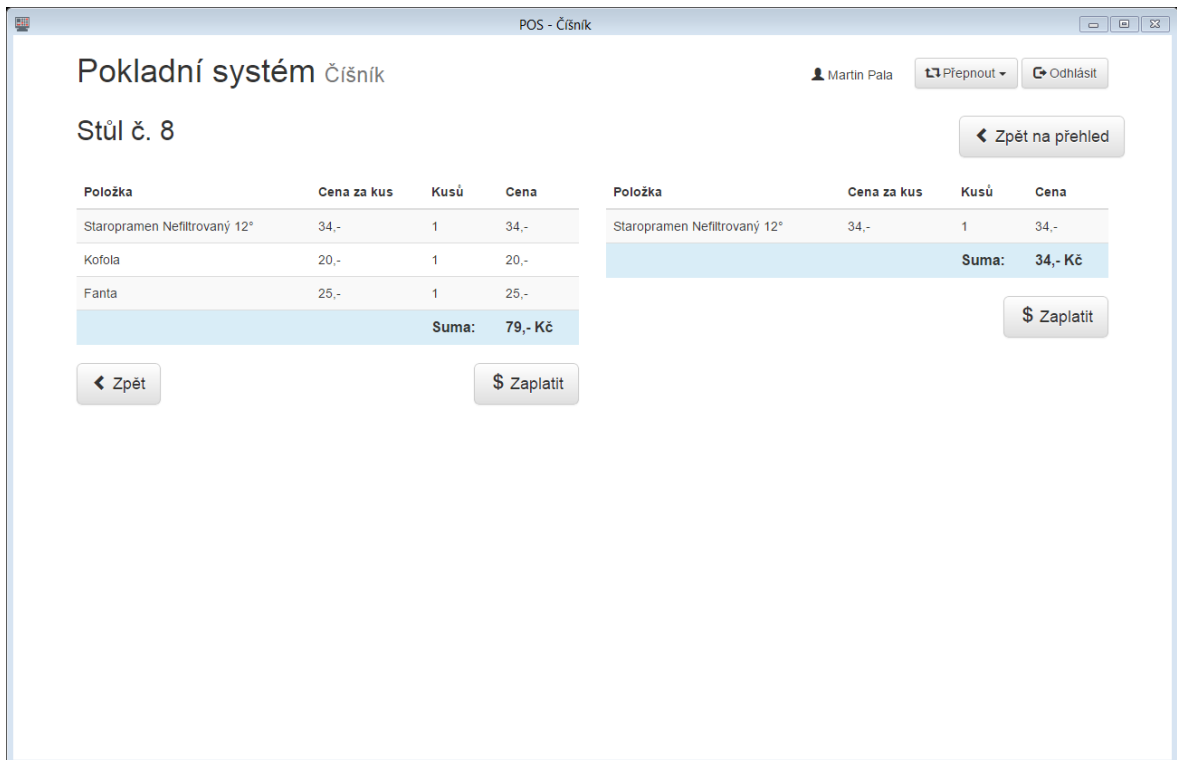 POS - Číšník
Pokladní systém Číšník
Martin Pala
Přepnout
Odhlásit
Stůl č. 8
Zpět na přehled
Položka Cena za kus Kusů Cena
Staropramen Nefiltrovaný 12° 34,- 1 34,-
Kofola 20,- 1 20,-
Fanta 25,- 1 25,-
Suma: 79,- Kč
Zpět
$ Zaplatit
Položka Cena za kus Kusů Cena
Staropramen Nefiltrovaný 12° 34,- 1 34,-
Suma: 34,- Kč
$ Zaplatit